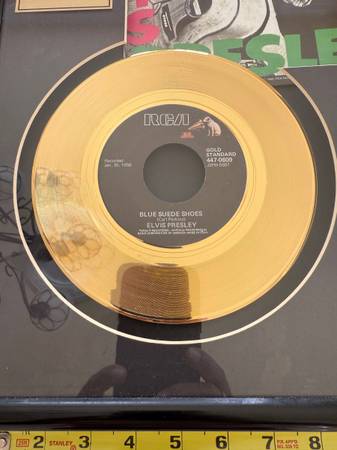 PRESLEY
RCA
GOLD
STANDARD
447-0609
Recorded
Jan. 30, 1956
BLUE SUEDE SHOES
(Carl Perkins)
ELVIS PRESLEY
2 STANLEY 3 4 5 6 7 8